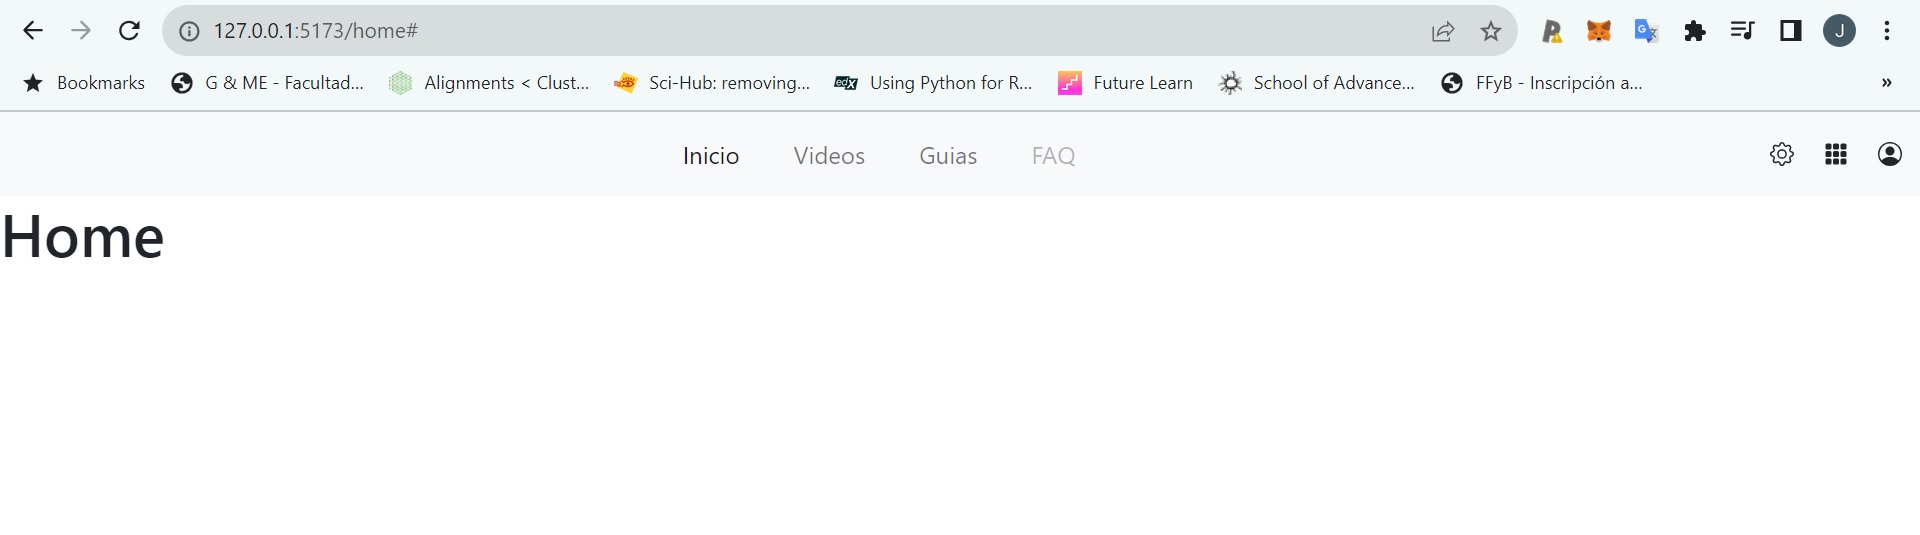 127.0.0.1:5173/home#
J
Bookmarks G & ME - Facultad... Alignments < Clust... Sci-Hub: removing... edX Using Python for R... Future Learn School of Advance... FFyB - Inscripción a... »
Inicio Videos Guias FAQ
Home